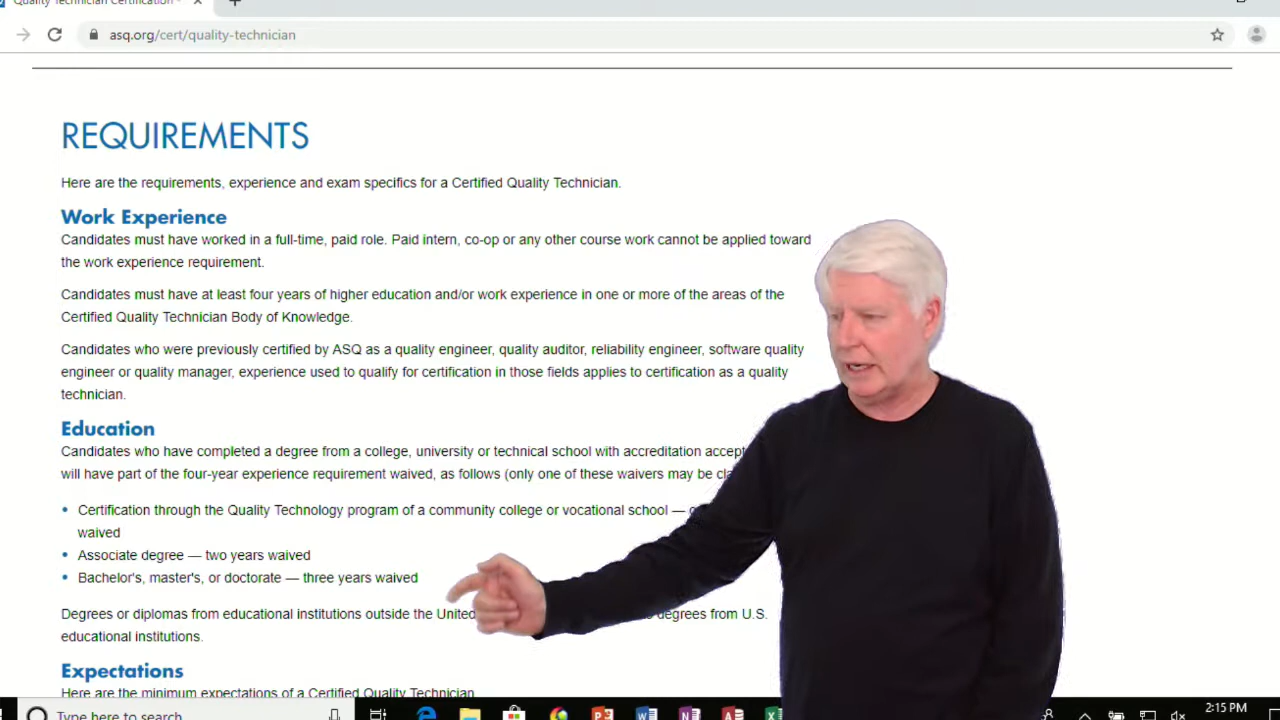 Quality Technician Certification -
asq.org/cert/quality-technician
REQUIREMENTS
Here are the requirements, experience and exam specifics for a Certified Quality Technician.
Work Experience
Candidates must have worked in a full-time, paid role. Paid intern, co-op or any other course work cannot be applied toward
the work experience requirement.
Candidates must have at least four years of higher education and/or work experience in one or more of the areas of the
Certified Quality Technician Body of Knowledge.
Candidates who were previously certified by ASQ as a quality engineer, quality auditor, reliability engineer, software quality
engineer or quality manager, experience used to qualify for certification in those fields applies to certification as a quality
technician.
Education
Candidates who have completed a degree from a college, university or technical school with accreditation
will have part of the four-year experience requirement waived, as follows (only one of these waivers may be
• Certification through the Quality Technology program of a community college or vocational school —
waived
• Associate degree — two years waived
• Bachelor's, master's, or doctorate — three years waived
Degrees or diplomas from educational institutions outside the United degrees from U.S.
educational institutions.
Expectations
Here are the minimum expectations of a Certified Quality Technician
Type here to search
2:15 PM